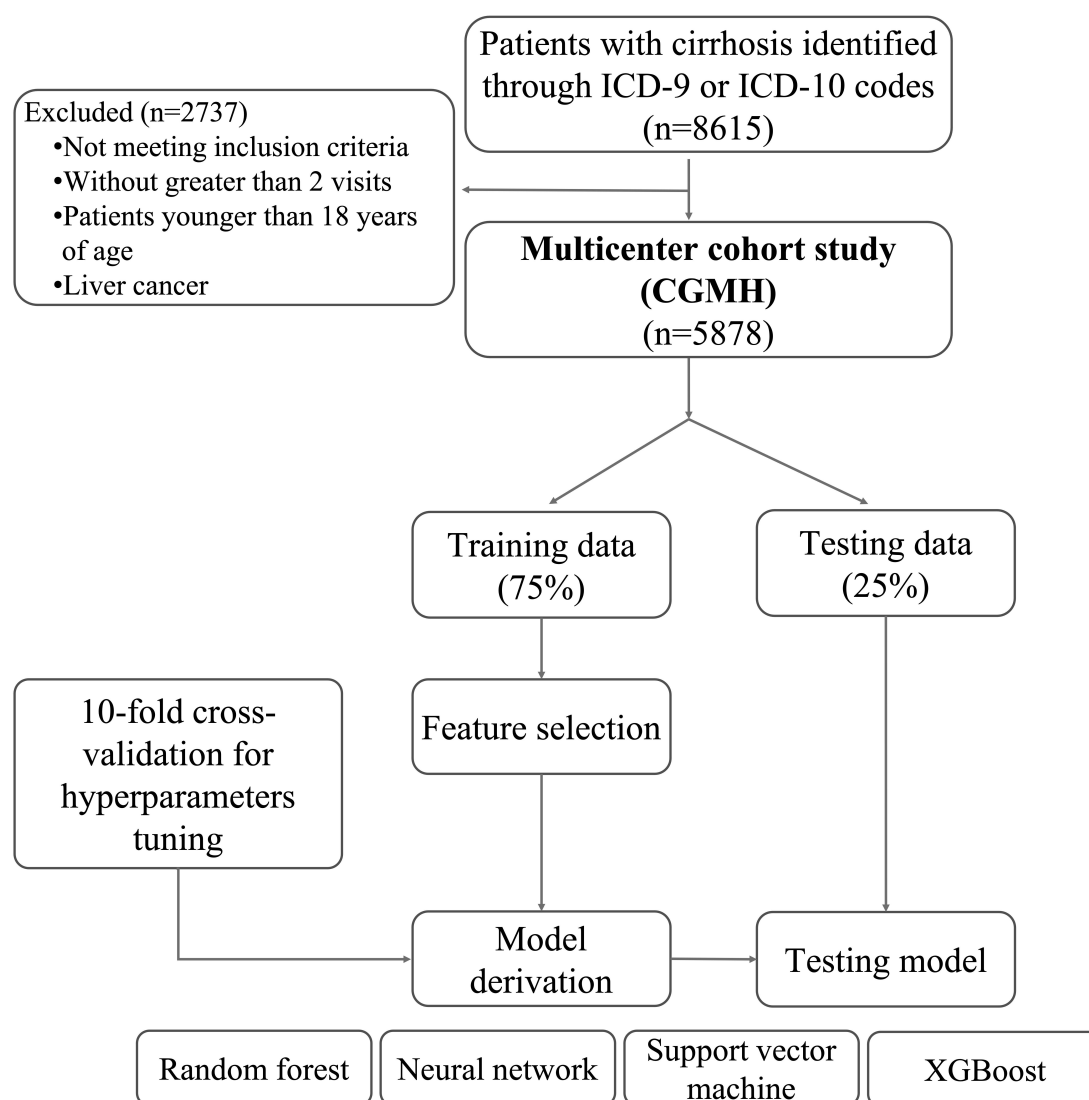 Patients with cirrhosis identified
through ICD-9 or ICD-10 codes
(n=8615)
Excluded (n=2737)
•Not meeting inclusion criteria
•Without greater than 2 visits
•Patients younger than 18 years
of age
•Liver cancer
Multicenter cohort study
(CGMH)
(n=5878)
Training data
(75%)
Testing data
(25%)
10-fold cross-
validation for
hyperparameters
tuning
Feature selection
Model
derivation
Testing model
Random forest
Neural network
Support vector
machine
XGBoost